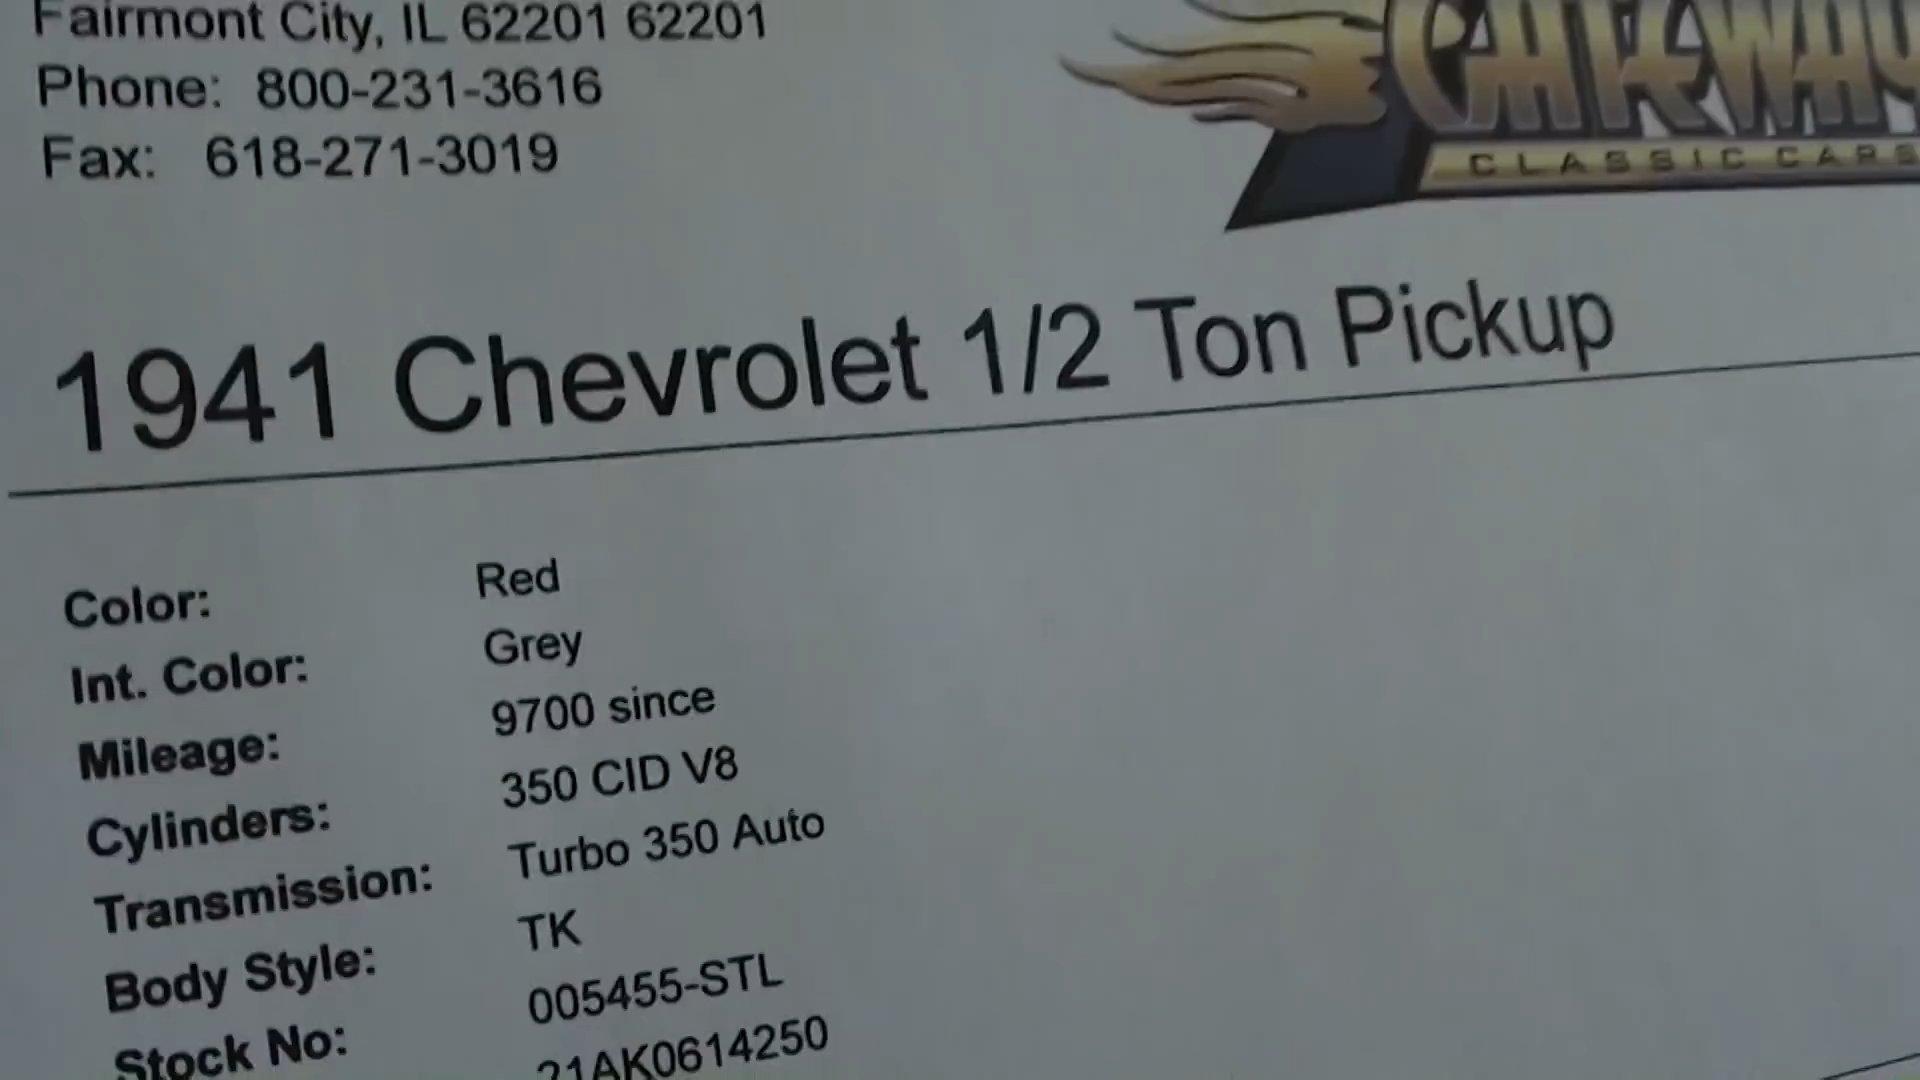 Fairmont City, IL 62201 62201
Phone: 800-231-3616
Fax: 618-271-3019
GATEWAY
CLASSIC CARS
1941 Chevrolet 1/2 Ton Pickup
Color: Red
Int. Color: Grey
Mileage: 9700 since
Cylinders: 350 CID V8
Transmission: Turbo 350 Auto
Body Style: TK
Stock No: 005455-STL
21AK0614250